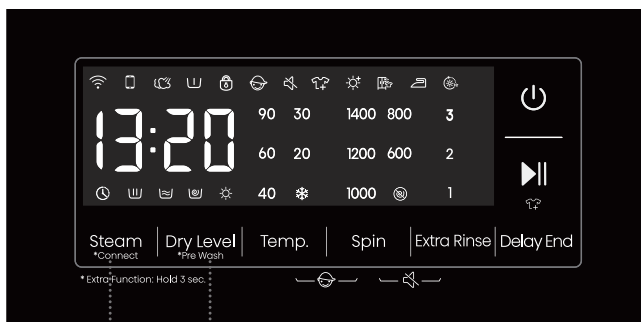 90 30 1400 800 3
13:20
60 20 1200 600 2
40 1000 1
Steam Dry Level Temp. Spin Extra Rinse Delay End
*Connect *Pre Wash
*Extra Function: Hold 3 sec.